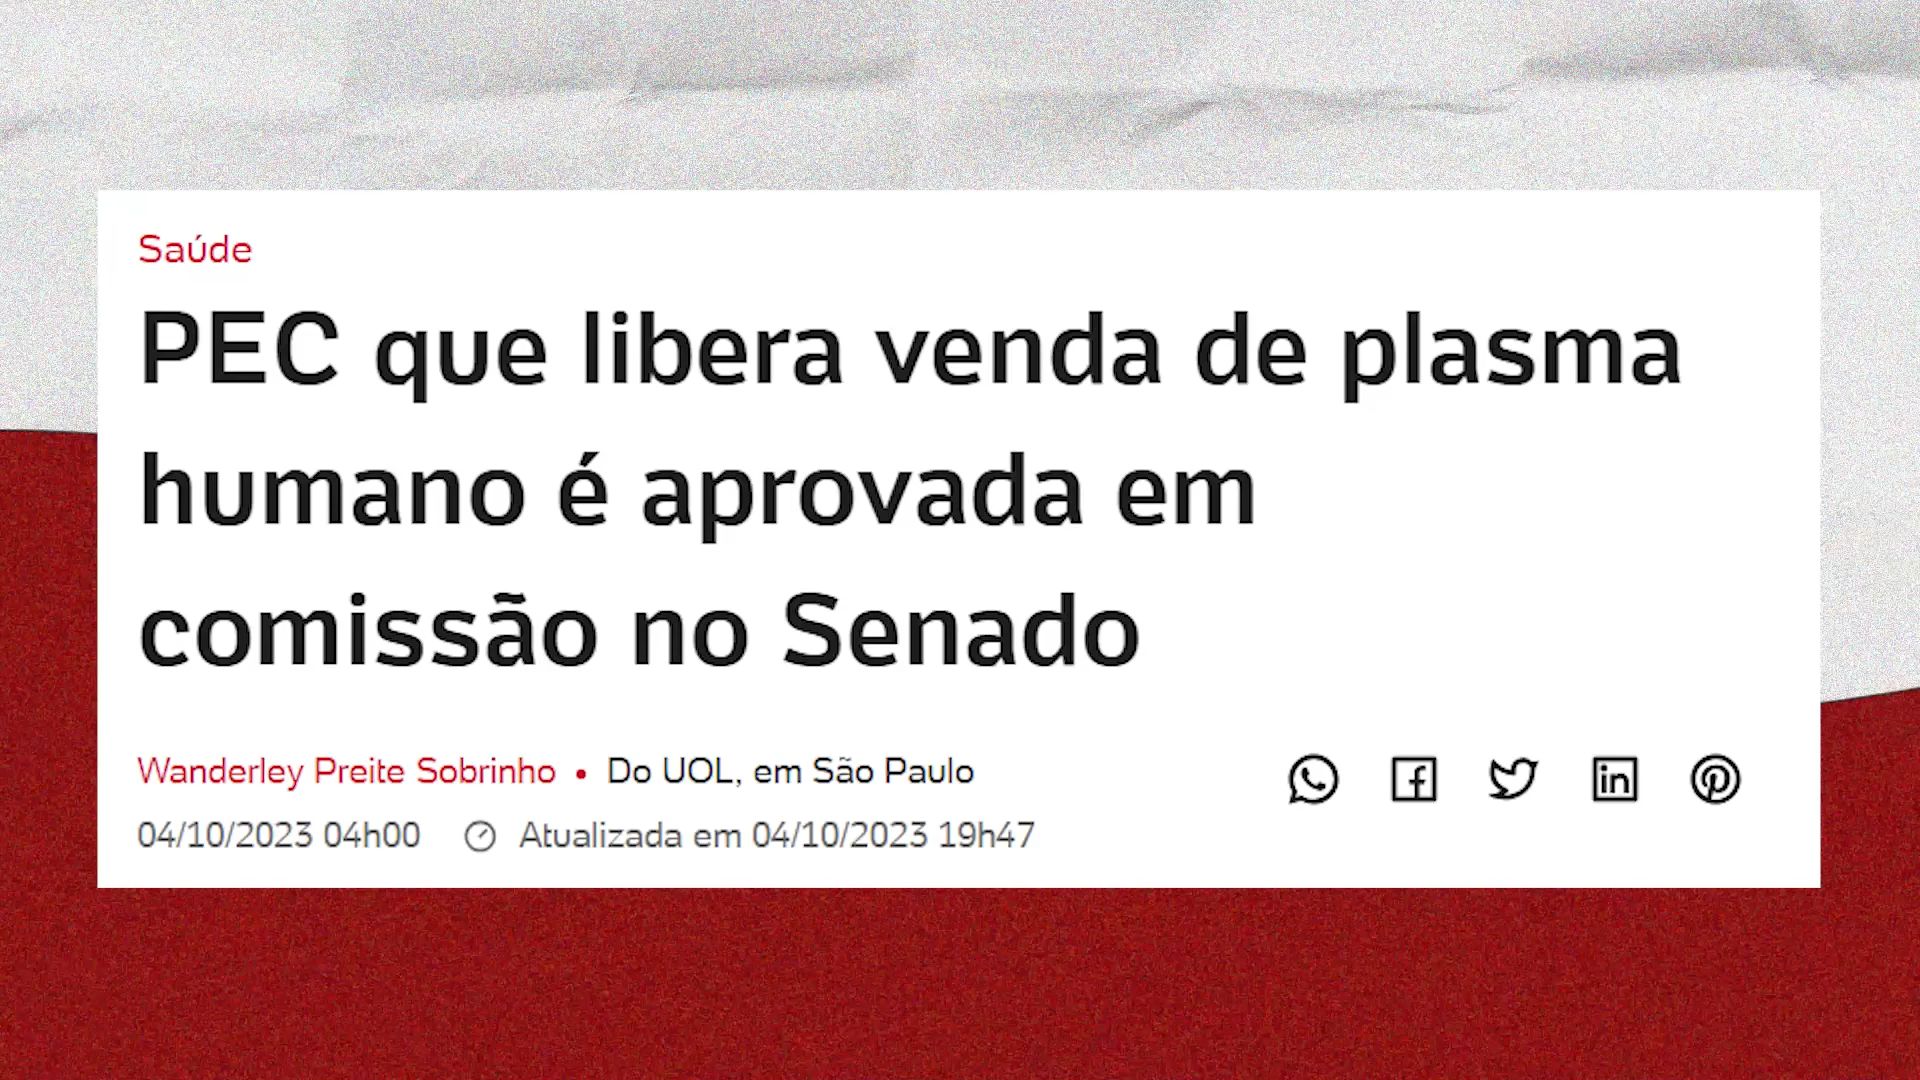 Saúde
PEC que libera venda de plasma
humano é aprovada em
comissão no Senado
Wanderley Preite Sobrinho • Do UOL, em São Paulo
04/10/2023 04h00 Atualizada em 04/10/2023 19h47